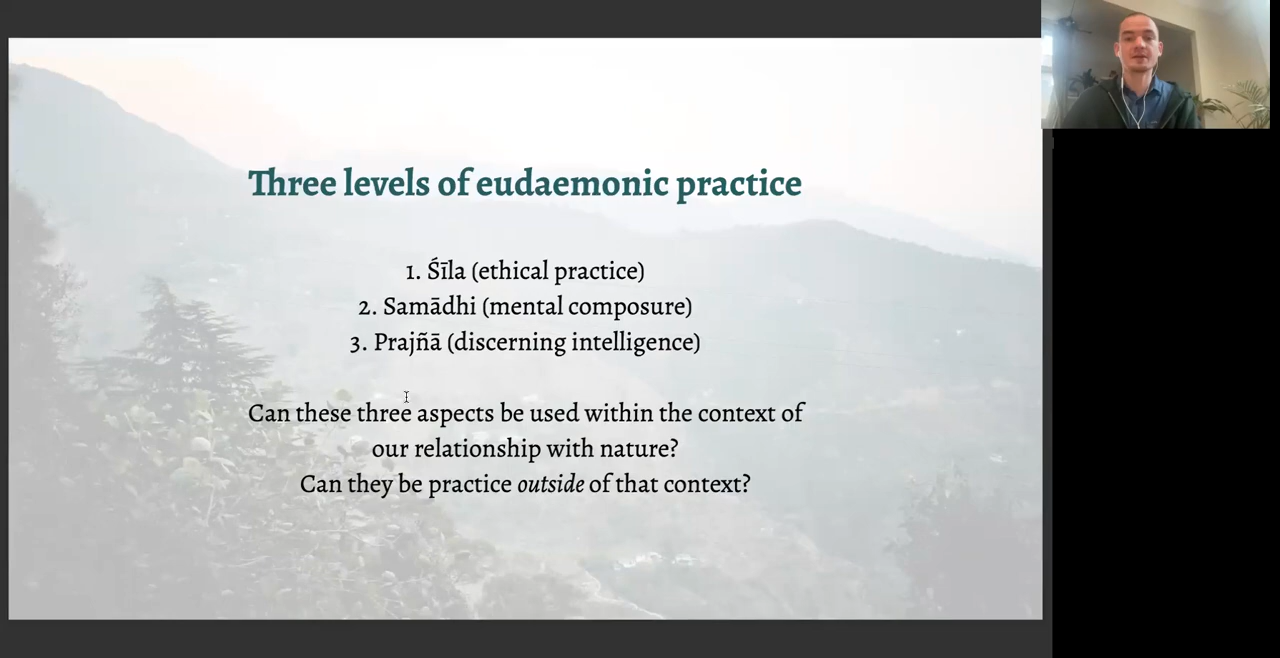 Three levels of eudaemonic practice
1. Śīla (ethical practice)
2. Samādhi (mental composure)
3. Prajñā (discerning intelligence)
Can these three aspects be used within the context of
our relationship with nature?
Can they be practice outside of that context?